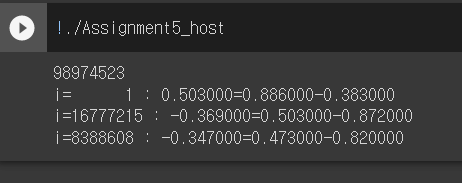 !./Assignment5_host
98974523
i=       1 : 0.503000=0.886000-0.383000
i=16777215 : -0.369000=0.503000-0.872000
i=8388608 : -0.347000=0.473000-0.820000